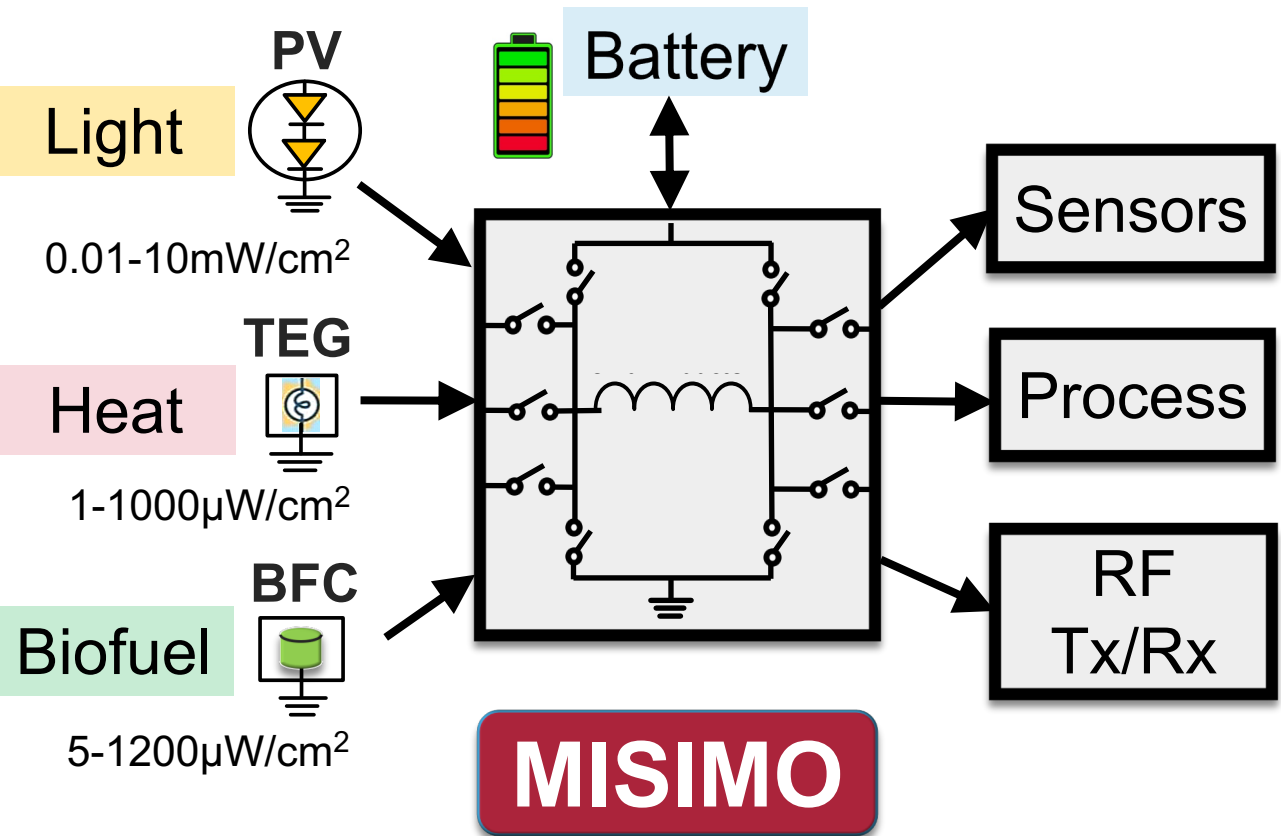 PV
Light
0.01-10mW/cm²
TEG
Heat
1-1000µW/cm²
BFC
Biofuel
5-1200µW/cm²
Battery
MISIMO
Sensors
Process
RF
Tx/Rx